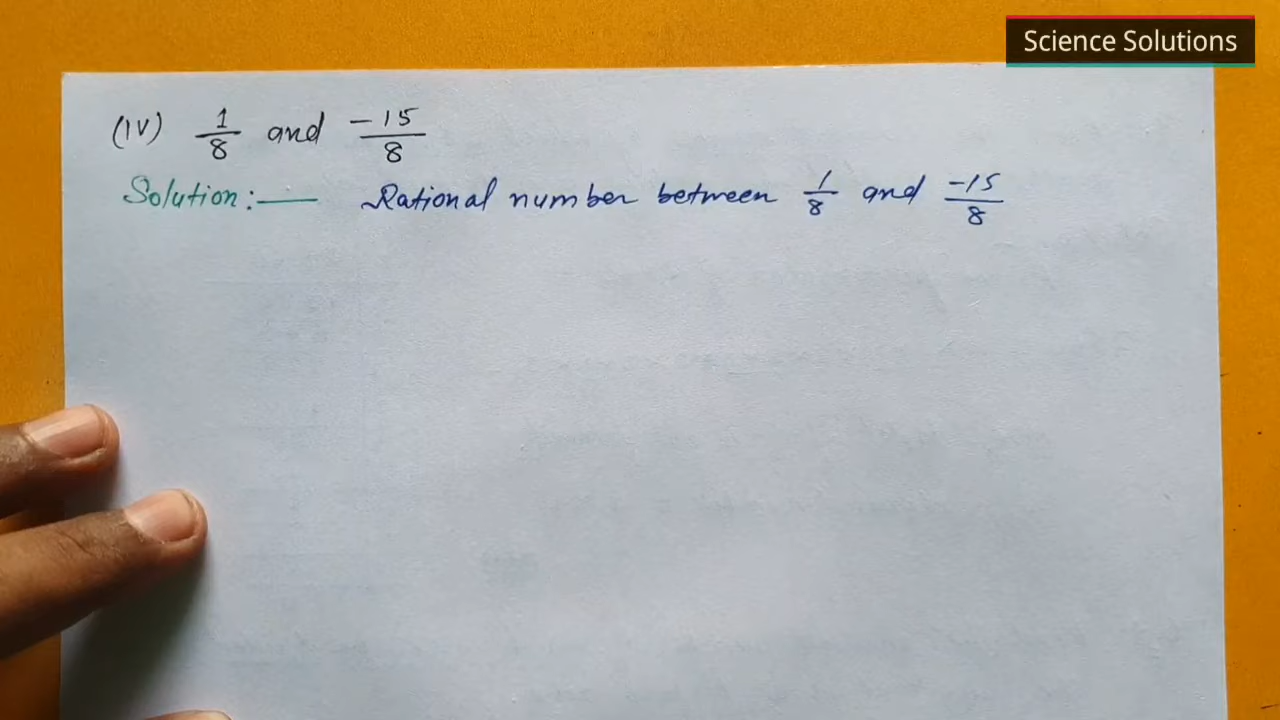 Science Solutions
(IV) 1/8 and -15/8
Solution:— Rational number between 1/8 and -15/8